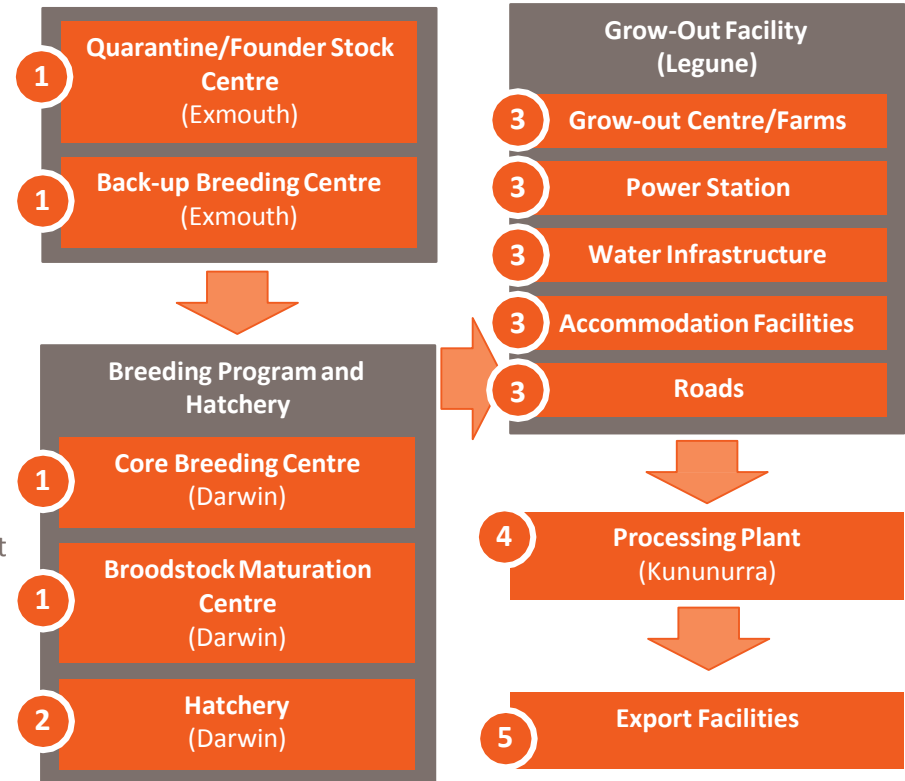 1
Quarantine/Founder Stock
Centre
(Exmouth)
1
Back-up Breeding Centre
(Exmouth)
Breeding Program and
Hatchery
1
Core Breeding Centre
(Darwin)
t
1
Broodstock Maturation
Centre
(Darwin)
2
Hatchery
(Darwin)
Grow-Out Facility
(Legune)
3
Grow-out Centre/Farms
3
Power Station
3
Water Infrastructure
3
Accommodation Facilities
3
Roads
4
Processing Plant
(Kununurra)
5
Export Facilities